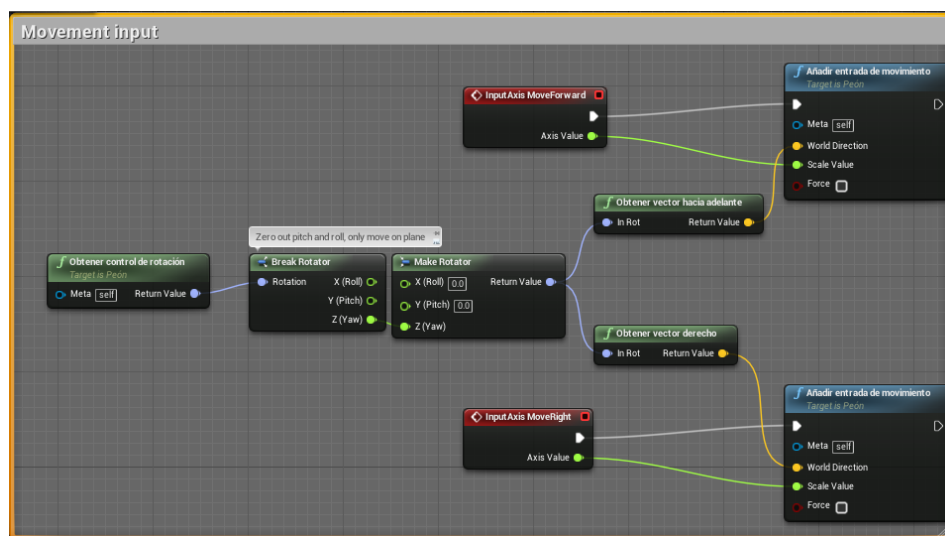 Movement input
InputAxis MoveForward
Axis Value
Añadir entrada de movimiento
Target is Peón
Meta self
World Direction
Scale Value
Force
Obtener vector hacia adelante
In Rot Return Value
Zero out pitch and roll, only move on plane
Obtener control de rotación
Target is Peón
Meta self Return Value
Break Rotator
Rotation X (Roll)
Y (Pitch)
Z (Yaw)
Make Rotator
X (Roll) 0.0 Return Value
Y (Pitch) 0.0
Z (Yaw)
Obtener vector derecho
In Rot Return Value
InputAxis MoveRight
Axis Value
Añadir entrada de movimiento
Target is Peón
Meta self
World Direction
Scale Value
Force